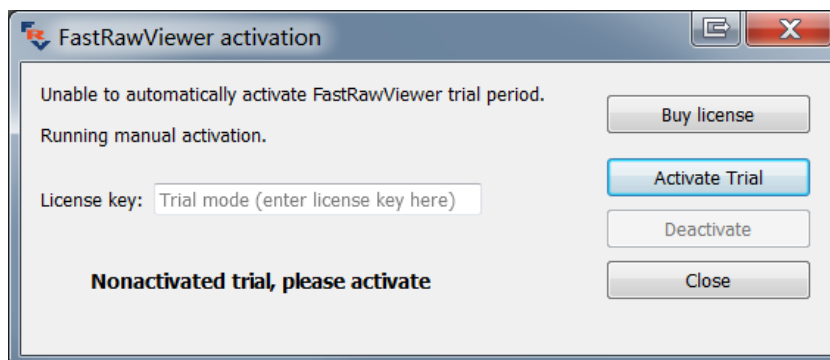 FastRawViewer activation
Unable to automatically activate FastRawViewer trial period.
Running manual activation.
License key: Trial mode (enter license key here)
Nonactivated trial, please activate
Buy license
Activate Trial
Deactivate
Close